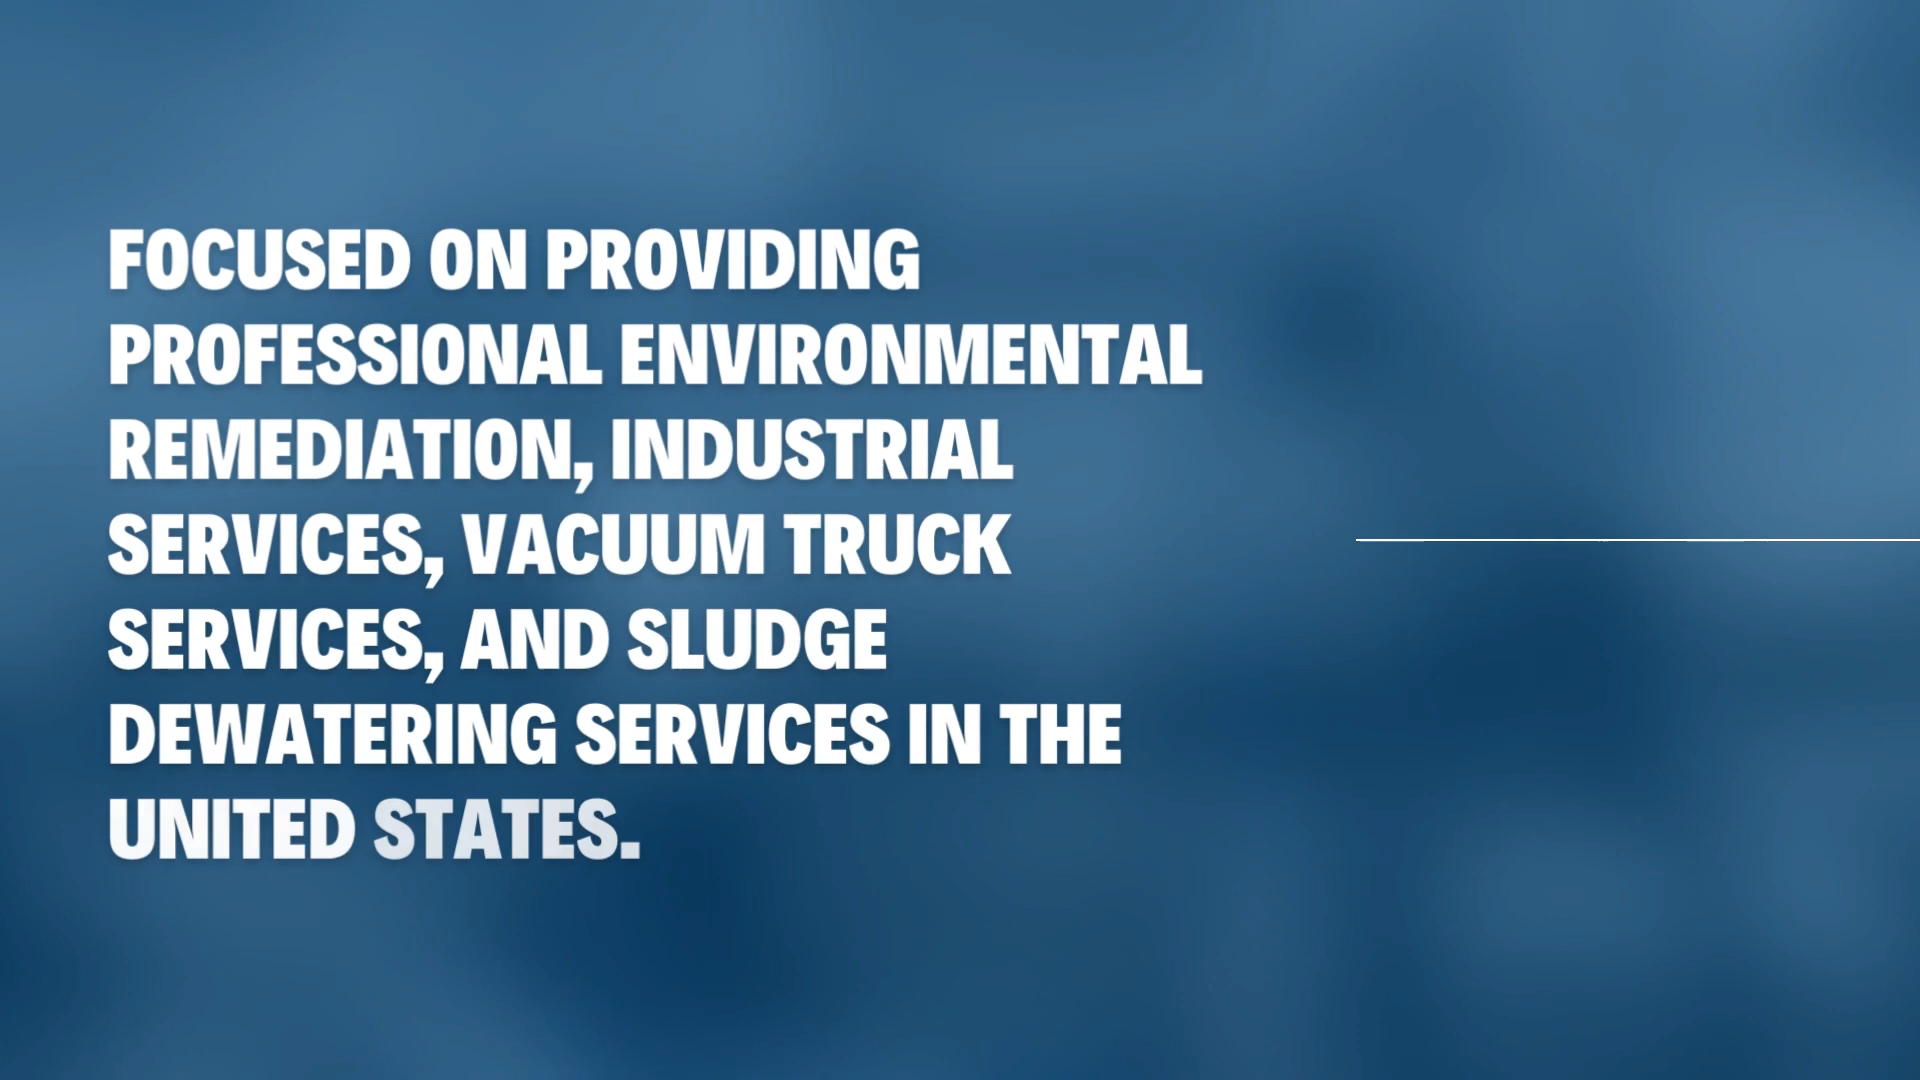 FOCUSED ON PROVIDING
PROFESSIONAL ENVIRONMENTAL
REMEDIATION, INDUSTRIAL
SERVICES, VACUUM TRUCK
SERVICES, AND SLUDGE
DEWATERING SERVICES IN THE
UNITED STATES.